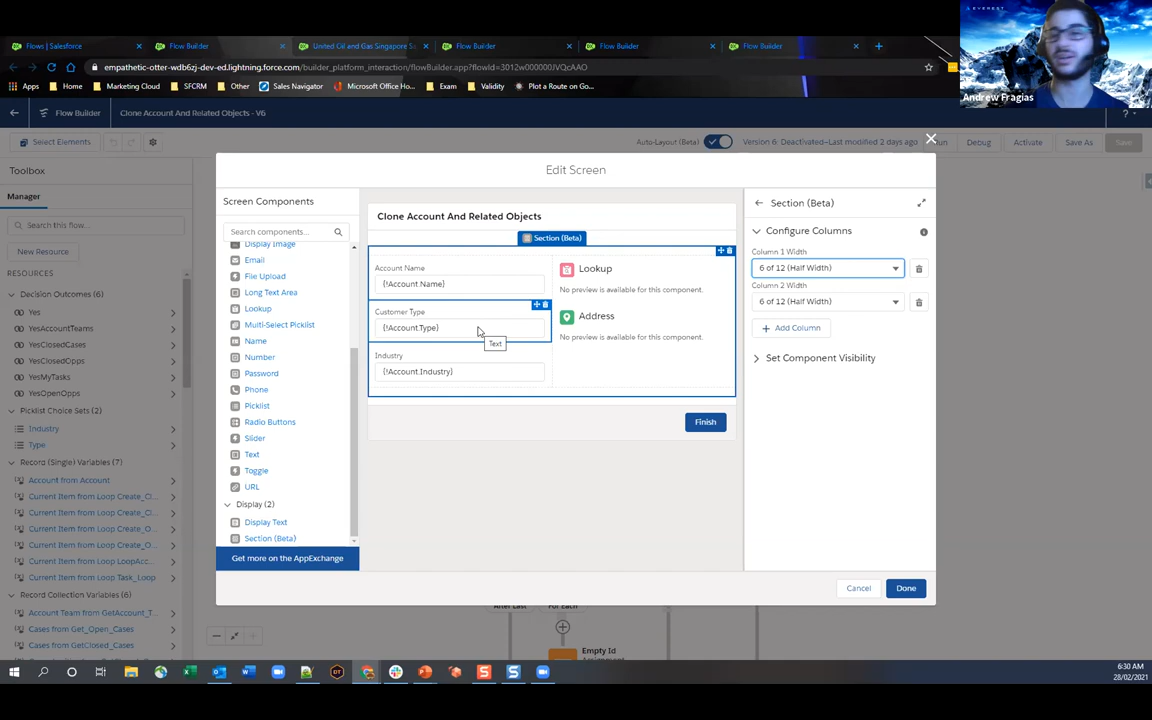 EVEREST
Flows | Salesforce
Flow Builder
United Oil and Gas Singapore S
Flow Builder
Flow Builder
Flow Builder
empathetic-otter-wdb6zj-dev-ed.lightning.force.com/builder_platform_interaction/flowBuilder.app?flowId=3012w000000JVQcAAO
Apps
Home
Marketing Cloud
SFCRM
Other
Sales Navigator
Microsoft Office Ho...
Exam
Validity
Plot a Route on Go...
Andrew Fragias
Flow Builder
Clone Account And Related Objects - V6
?
Select Elements
Auto-Layout (Beta)
Version 6: Deactivated—Last modified 2 days ago
un
Debug
Activate
Save As
Save
Toolbox
Manager
Search this flow...
New Resource
RESOURCES
Decision Outcomes (6)
Yes
YesAccountTeams
YesClosedCases
YesClosedOpps
YesMyTasks
YesOpenOpps
Picklist Choice Sets (2)
Industry
Type
Record (Single) Variables (7)
Account from Account
Current Item from Loop Create_Cl...
Current Item from Loop Create_C...
Current Item from Loop Create_O...
Current Item from Loop Create_O...
Current Item from Loop LoopAcc...
Current Item from Loop Task_Loop
Record Collection Variables (6)
Account Team from GetAccount_T...
Cases from Get_Open_Cases
Cases from GetClosed_Cases
Edit Screen
Screen Components
Search components...
Display Image
Email
File Upload
Long Text Area
Lookup
Multi-Select Picklist
Name
Number
Password
Phone
Picklist
Radio Buttons
Slider
Text
Toggle
URL
Display (2)
Display Text
Section (Beta)
Get more on the AppExchange
Clone Account And Related Objects
Section (Beta)
Account Name
{!Account.Name}
Customer Type
{!Account.Type}
Text
Industry
{!Account.Industry}
Lookup
No preview is available for this component.
Address
No preview is available for this component.
Finish
Section (Beta)
Configure Columns
Column 1 Width
6 of 12 (Half Width)
Column 2 Width
6 of 12 (Half Width)
Add Column
Set Component Visibility
Cancel
Done
After Last
For Each
Empty Id
Assignment
6:30 AM
28/02/2021